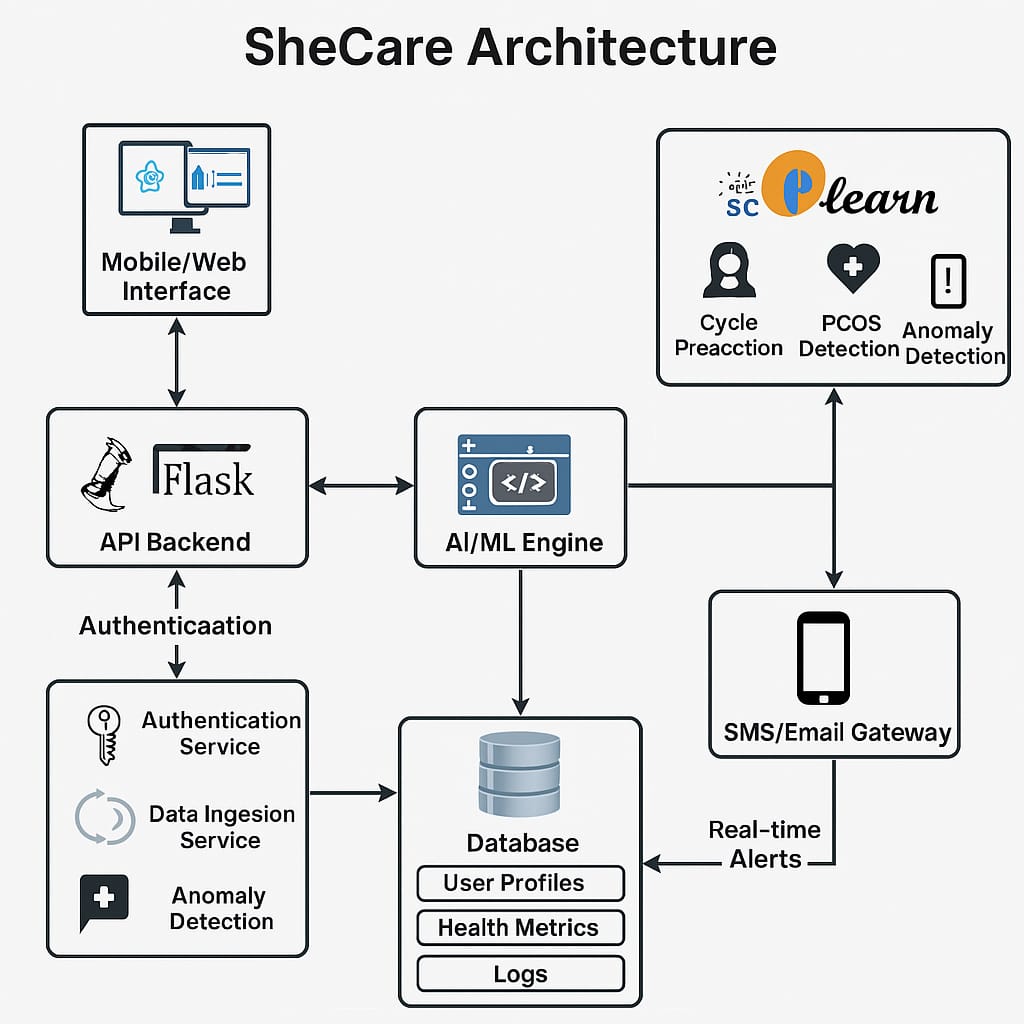 SheCare Architecture
Mobile/Web
Interface
SC
learn
Cycle
Preacction
PCOS
Detection
Anomaly
Detection
Flask
API Backend
</>
AI/ML Engine
Authenticaation
Authentication
Service
Data Ingesion
Service
Anomaly
Detection
Database
User Profiles
Health Metrics
Logs
SMS/Email Gateway
Real-time
Alerts